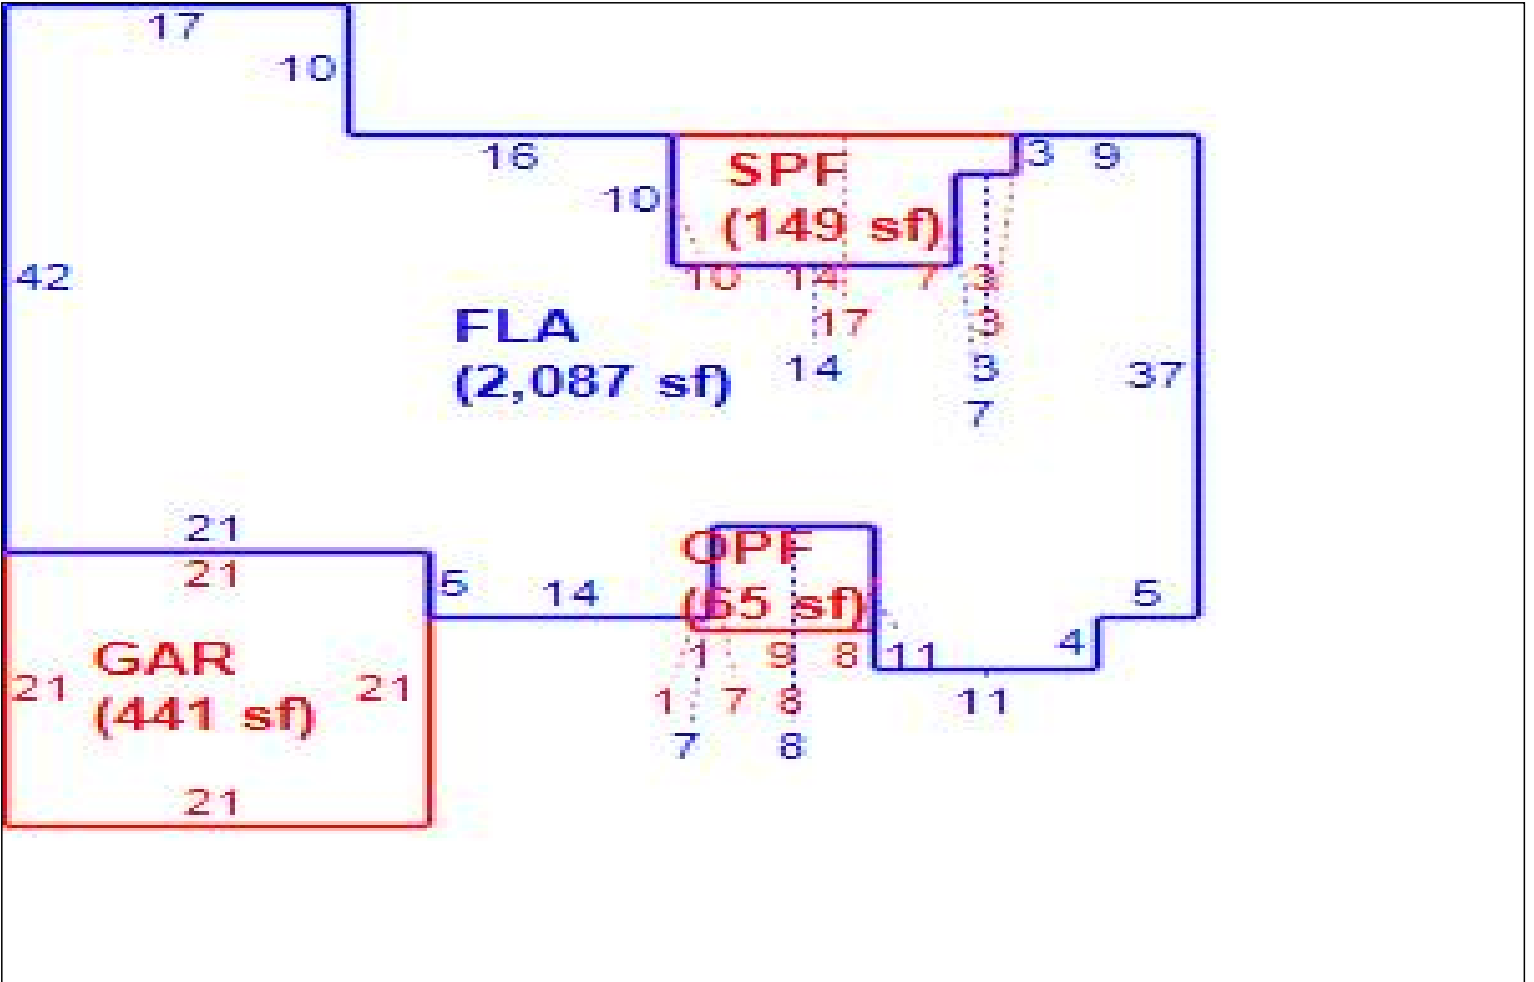 17
10
16
3 9
SPF
10
(149 sf)
42
10 14 7 3
FLA
17 3
(2,087 sf)
14 3
37
7
21
OPF
21
5 14
(65 sf)
5
GAR
1 9 8 11
4
21 21
(441 sf)
1 7 8
11
7 8
21